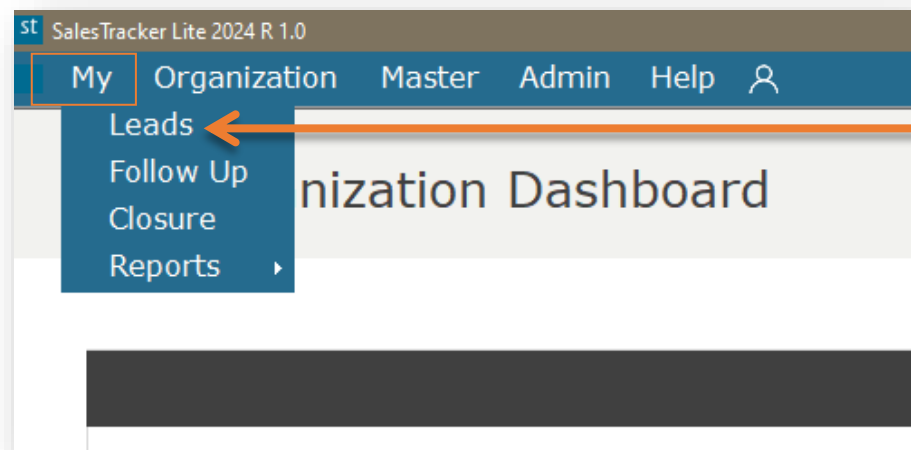 st SalesTracker Lite 2024 R 1.0
My Organization Master Admin Help
Leads
Follow Up
nization Dashboard
Closure
Reports